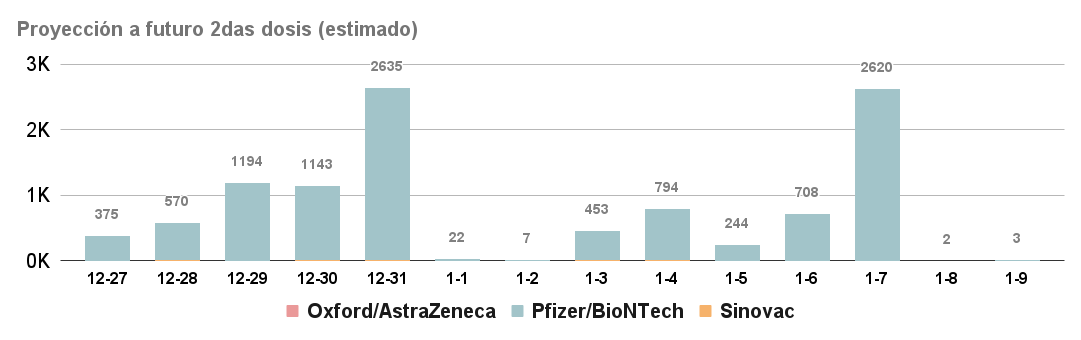 Proyección a futuro 2das dosis (estimado)
3K
2K
1K
0K
375
570
1194
1143
2635
22
7
453
794
244
708
2620
2
3
12-27 12-28 12-29 12-30 12-31 1-1 1-2 1-3 1-4 1-5 1-6 1-7 1-8 1-9
Oxford/AstraZeneca Pfizer/BioNTech Sinovac